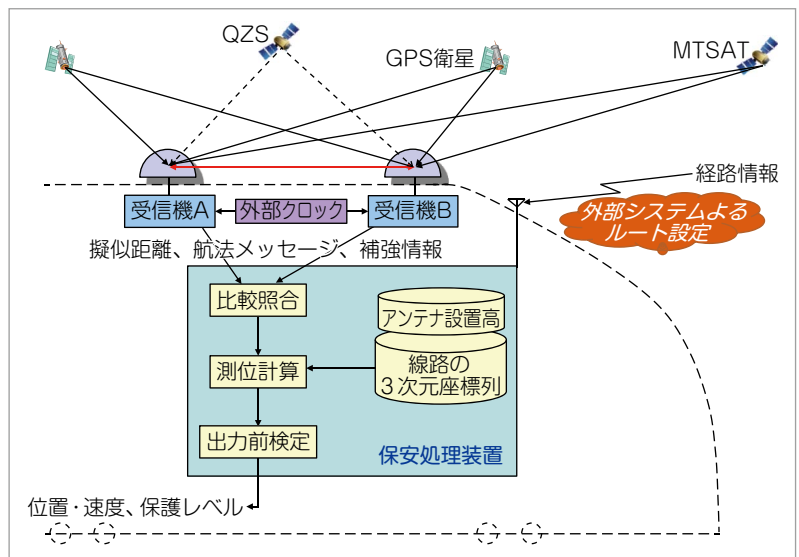 QZS
GPS衛星
MTSAT
経路情報
受信機A
外部クロック
受信機B
外部システムよる
ルート設定
擬似距離、航法メッセージ、補強情報
比較照合
アンテナ設置高
測位計算
線路の
3次元座標列
出力前検定
保安処理装置
位置・速度、保護レベル